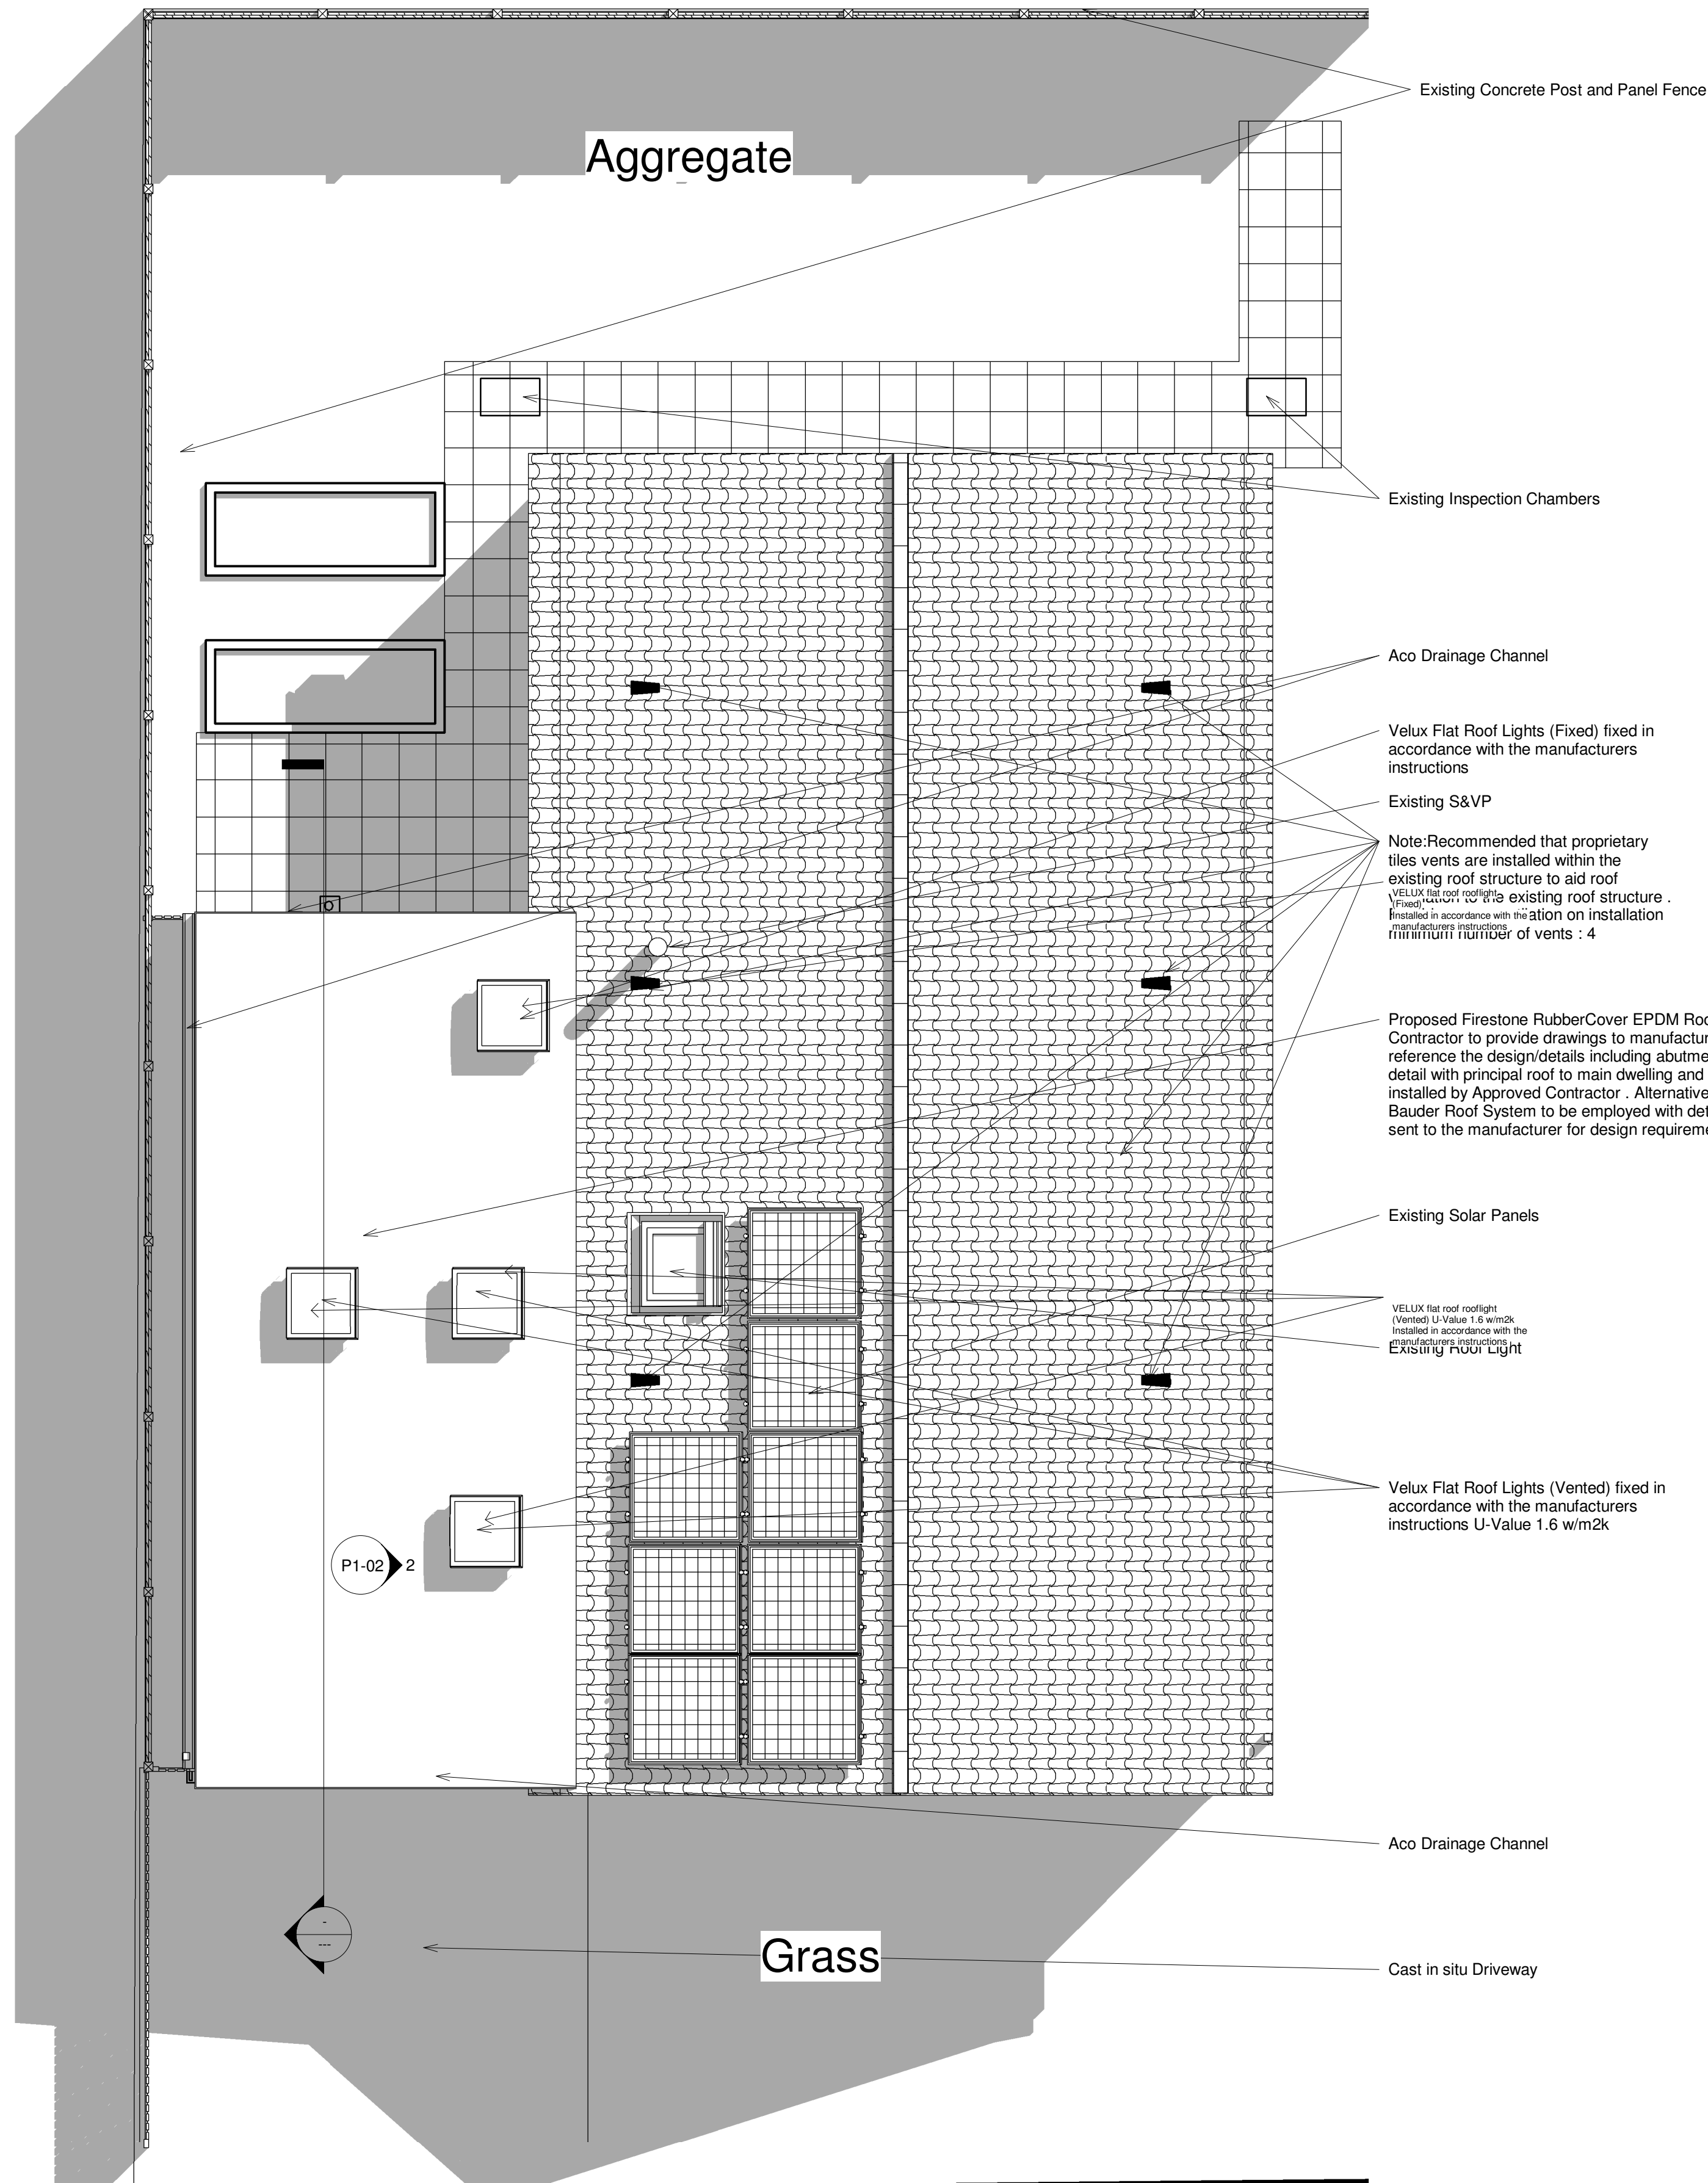 Existing Concrete Post and Panel Fence
Aggregate
Existing Inspection Chambers
Aco Drainage Channel
Velux Flat Roof Lights (Fixed) fixed in
accordance with the manufacturers
instructions
Existing S&VP
Note:Recommended that proprietary
tiles vents are installed within the
existing roof structure to aid roof
to the existing roof structure .
on installation
minimum number of vents : 4
VELUX flat roof rooflight
(Fixed)
Installed in accordance with the
manufacturers instructions
Proposed Firestone RubberCover EPDM Roo
Contractor to provide drawings to manufactur
reference the design/details including abutme
detail with principal roof to main dwelling and
installed by Approved Contractor . Alternative
Bauder Roof System to be employed with det
sent to the manufacturer for design requireme
Existing Solar Panels
VELUX flat roof rooflight
(Vented) U-Value 1.6 w/m2k
Installed in accordance with the
manufacturers instructions
Existing Roof Light
Velux Flat Roof Lights (Vented) fixed in
accordance with the manufacturers
instructions U-Value 1.6 w/m2k
P1-02 2
Aco Drainage Channel
-
---
Grass
Cast in situ Driveway